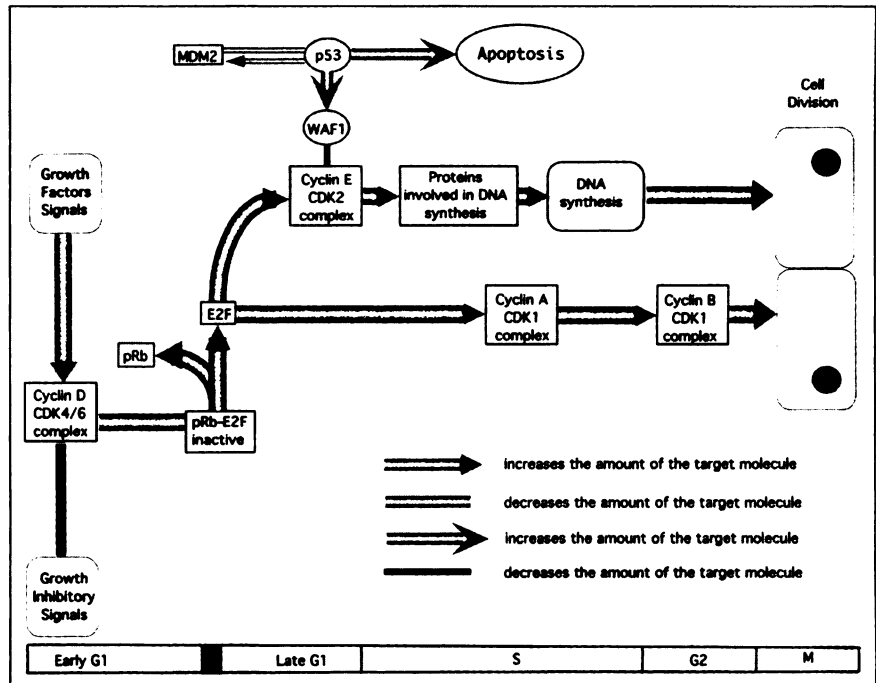 MDM2
p53
Apoptosis
WAF1
Cell
Division
Growth
Factors
Signals
Cyclin E
CDK2
complex
Proteins
involved in DNA
synthesis
DNA
synthesis
E2F
Cyclin A
CDK1
complex
Cyclin B
CDK1
complex
pRb
Cyclin D
CDK4/6
complex
pRb-E2F
inactive
increases the amount of the target molecule
decreases the amount of the target molecule
increases the amount of the target molecule
decreases the amount of the target molecule
Growth
Inhibitory
Signals
Early G1
Late G1
S
G2
M